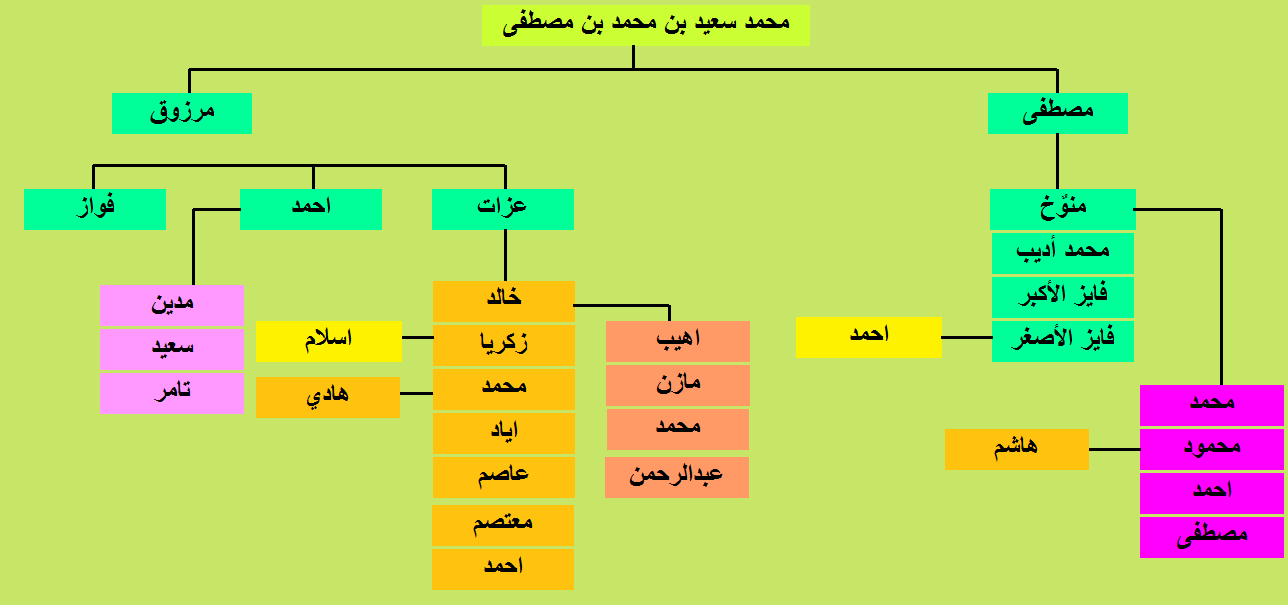 محمد سعيد بن محمد بن مصطفى
مصطفى
مرزوق
منوٌخ
محمد أديب
فايز الأكبر
فايز الأصغر
احمد
محمد
محمود
احمد
مصطفى
هاشم
عزات
احمد
فواز
خالد
زكريا
محمد
اياد
عاصم
معتصم
احمد
اهيب
مازن
محمد
عبدالرحمن
اسلام
هادي
مدين
سعيد
تامر